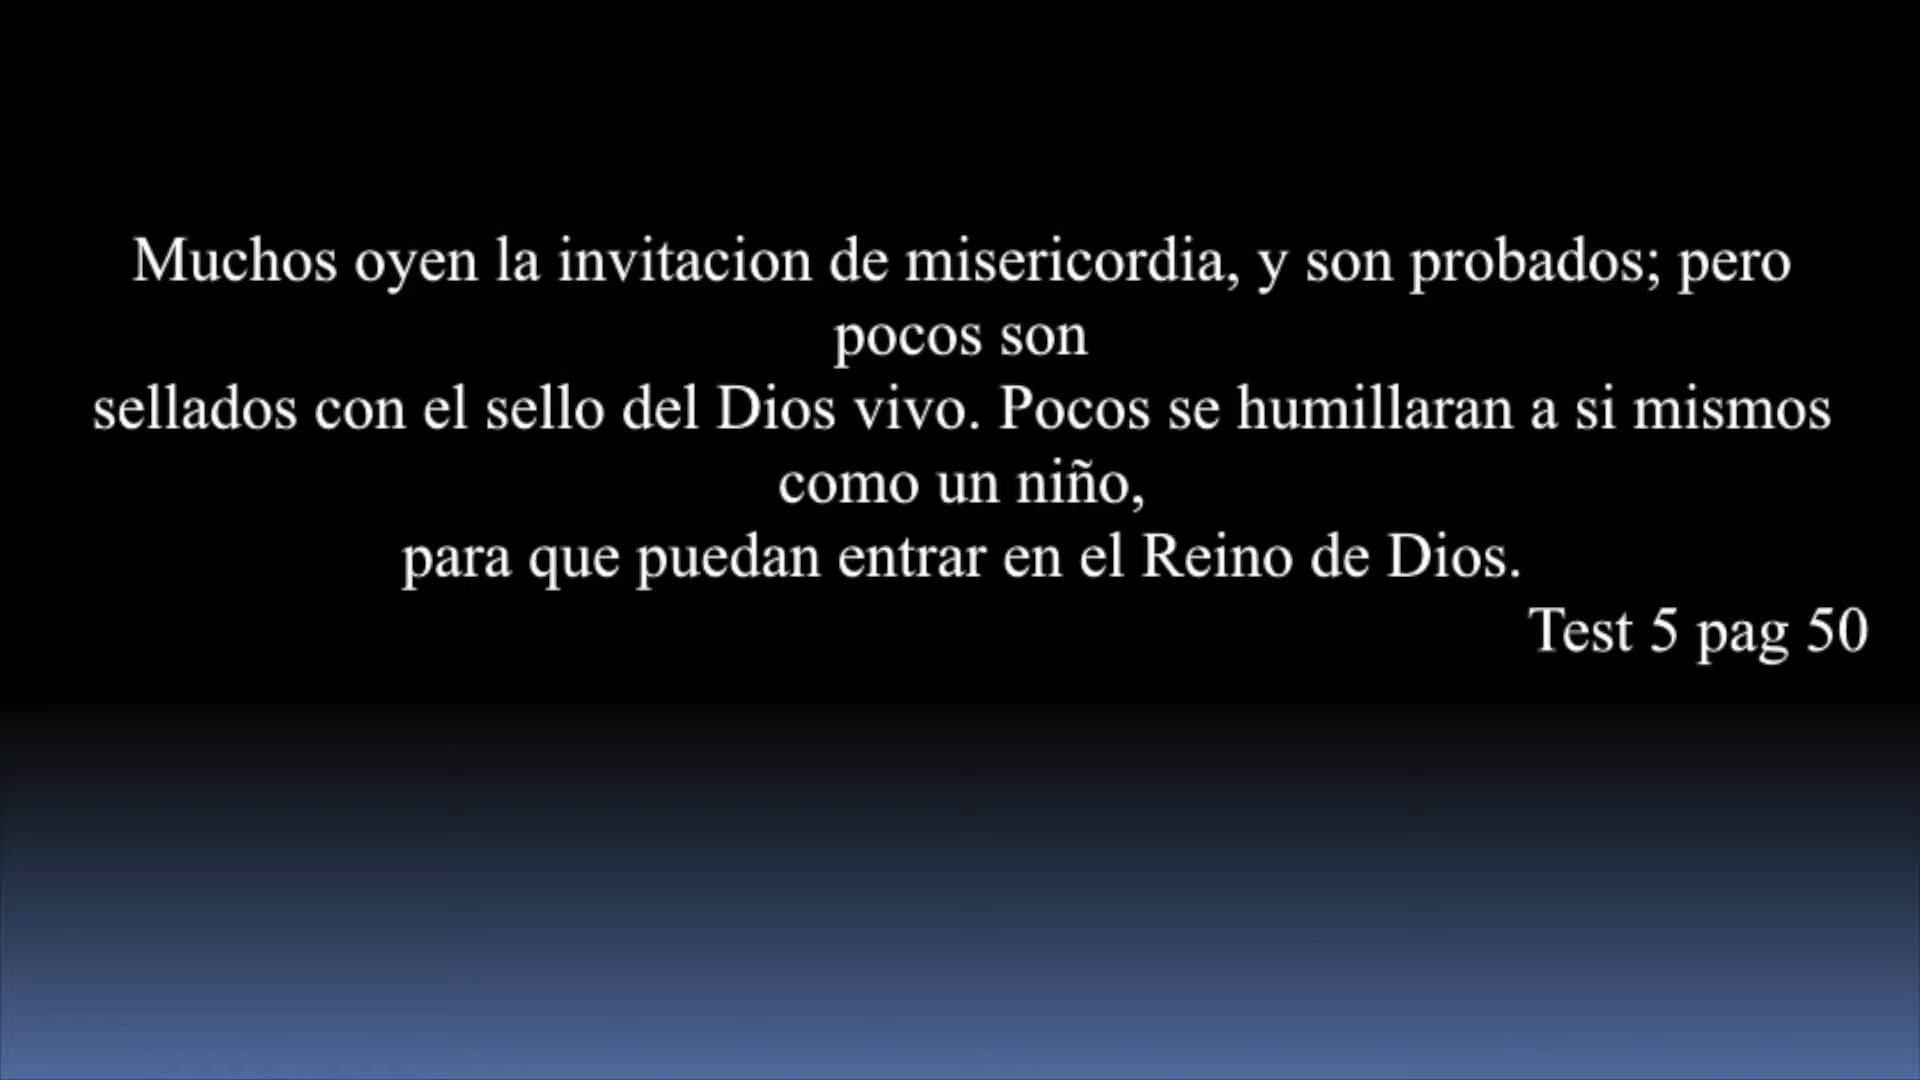 Muchos oyen la invitacion de misericordia, y son probados; pero
pocos son
sellados con el sello del Dios vivo. Pocos se humillaran a si mismos
como un niño,
para que puedan entrar en el Reino de Dios.
Test 5 pag 50